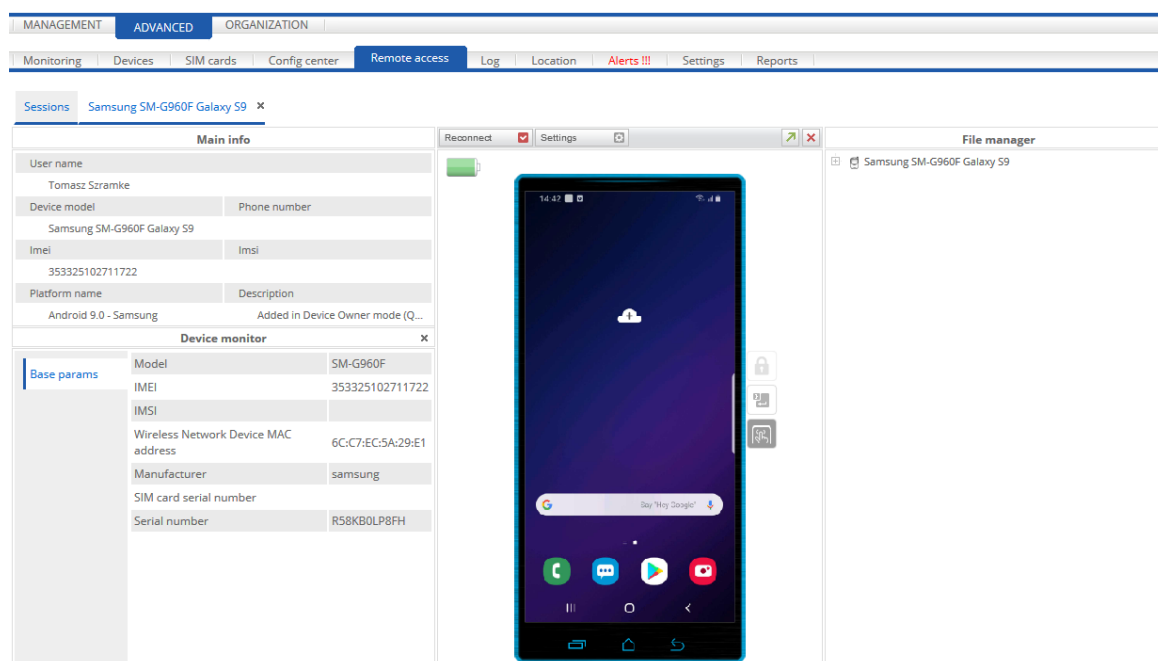 MANAGEMENT ADVANCED ORGANIZATION
Monitoring Devices SIM cards Config center Remote access Log Location Alerts !!! Settings Reports
Sessions Samsung SM-G960F Galaxy S9 ×
Main info
User name
Tomasz Szramke
Device model Phone number
Samsung SM-G960F Galaxy S9
Imei Imsi
353325102711722
Platform name Description
Android 9.0 - Samsung Added in Device Owner mode (Q...
Device monitor ×
Base params
Model SM-G960F
IMEI 353325102711722
IMSI
Wireless Network Device MAC
address 6C:C7:EC:5A:29:E1
Manufacturer samsung
SIM card serial number
Serial number R58KB0LP8FH
Reconnect Settings
14:42
Say "Hey Google"
File manager
Samsung SM-G960F Galaxy S9